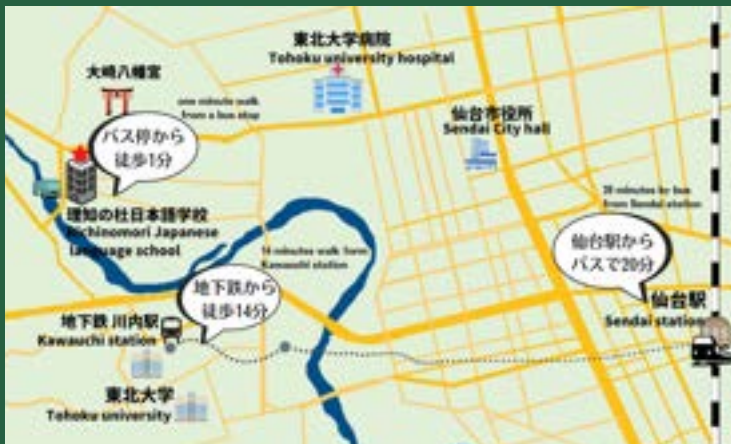 東北大学病院
Tohoku university hospital
大崎八幡宮
one minute walk
from a bus stop
バス停から
徒歩1分
仙台市役所
Sendai City hall
理知の杜日本語学校
Richinomori Japanese
language school
20 minutes by bus
from Sendai station
仙台駅から
バスで20分
14 minutes walk form
Kawauchi station
地下鉄から
徒歩14分
仙台駅
Sendai station
地下鉄 川内駅
Kawauchi station
東北大学
Tohoku university